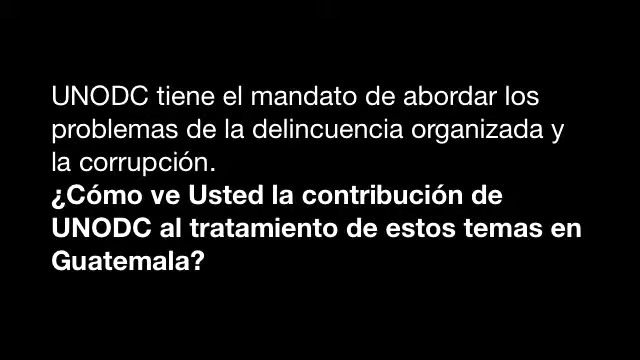 UNODC tiene el mandato de abordar los
problemas de la delincuencia organizada y
la corrupción.
¿Cómo ve Usted la contribución de
UNODC al tratamiento de estos temas en
Guatemala?